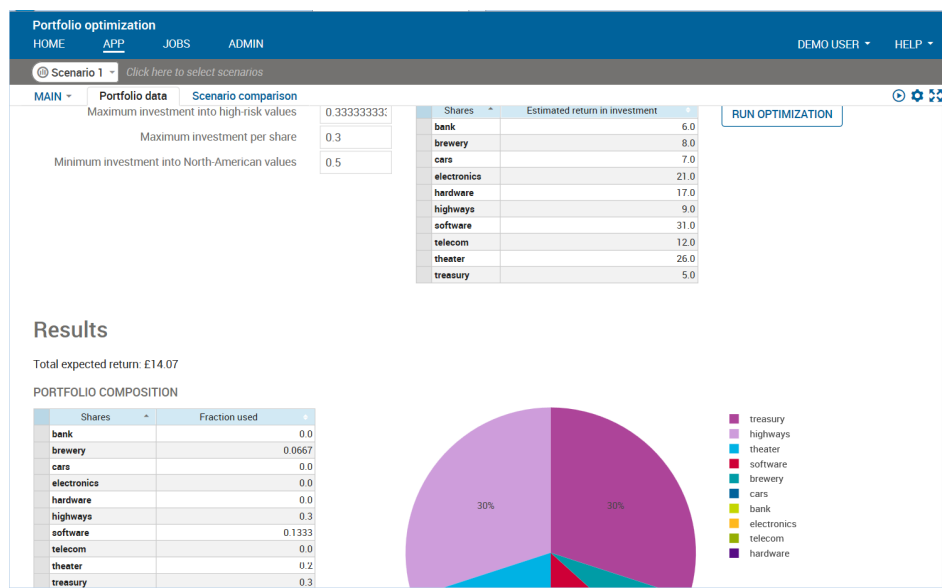 Portfolio optimization
HOME APP JOBS ADMIN DEMO USER HELP
Scenario 1 Click here to select scenarios
MAIN Portfolio data Scenario comparison
Maximum investment into high-risk values 0.333333333
Maximum investment per share 0.3
Minimum investment into North-American values 0.5
Shares Estimated return in investment
bank 6.0
brewery 8.0
cars 7.0
electronics 21.0
hardware 17.0
highways 9.0
software 31.0
telecom 12.0
theater 26.0
treasury 5.0
RUN OPTIMIZATION
Results
Total expected return: £14.07
PORTFOLIO COMPOSITION
Shares Fraction used
bank 0.0
brewery 0.0667
cars 0.0
electronics 0.0
hardware 0.0
highways 0.3
software 0.1333
telecom 0.0
theater 0.2
treasury 0.3
30% 30%
treasury
highways
theater
software
brewery
cars
bank
electronics
telecom
hardware